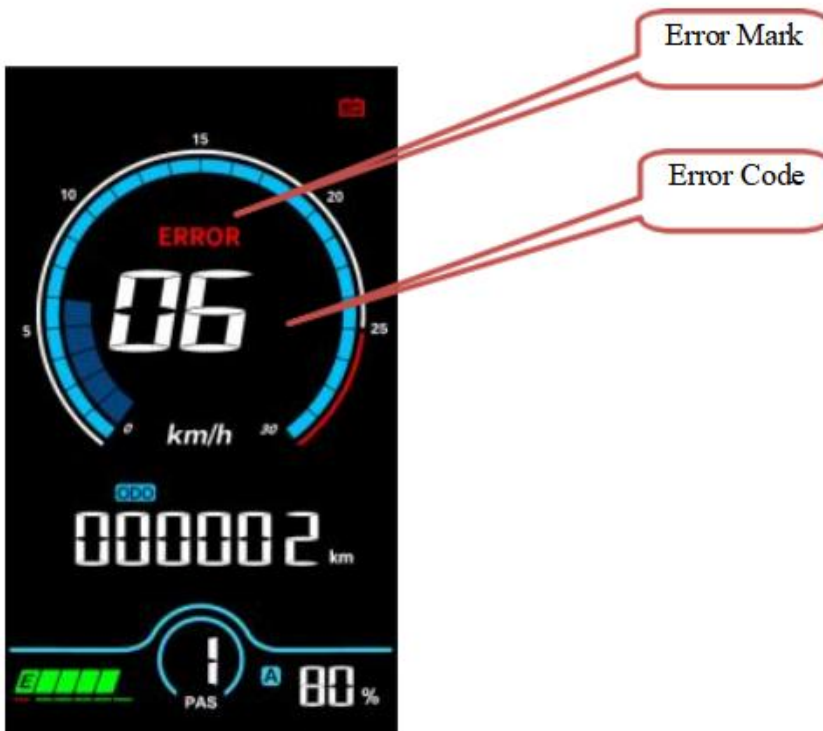 Error Mark
Error Code
15
10
20
ERROR
06
5
25
0
km/h
30
ODO
000002 km
1
PAS
E
A
80 %